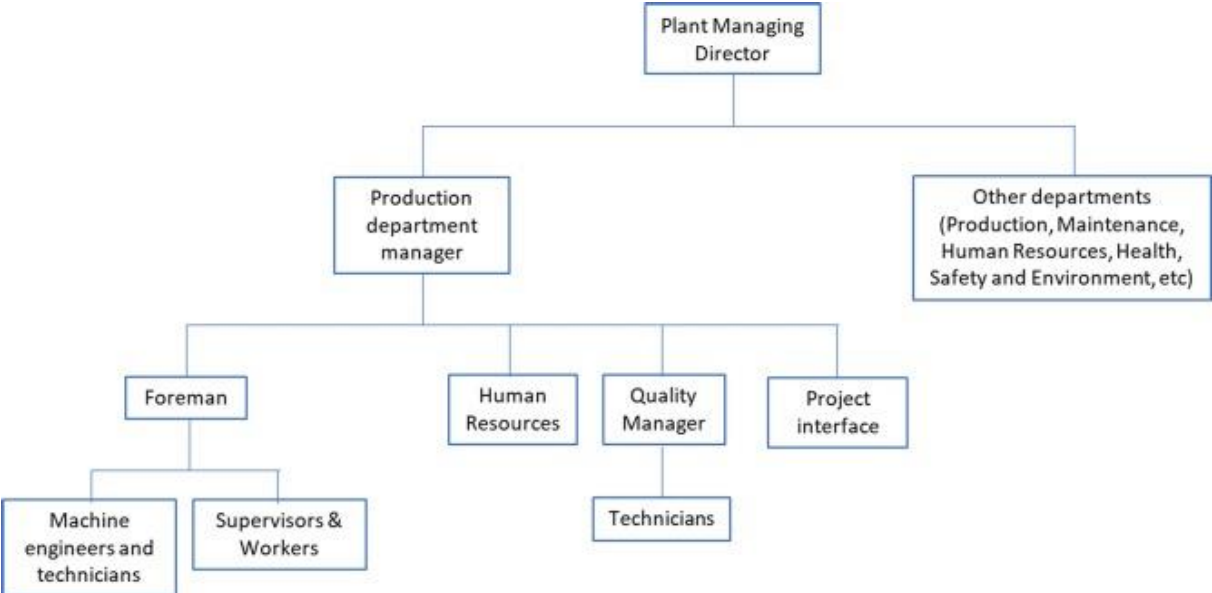 Plant Managing
Director
Production
department
manager
Other departments
(Production, Maintenance,
Human Resources, Health,
Safety and Environment, etc)
Foreman
Human
Resources
Quality
Manager
Project
interface
Machine
engineers and
technicians
Supervisors &
Workers
Technicians